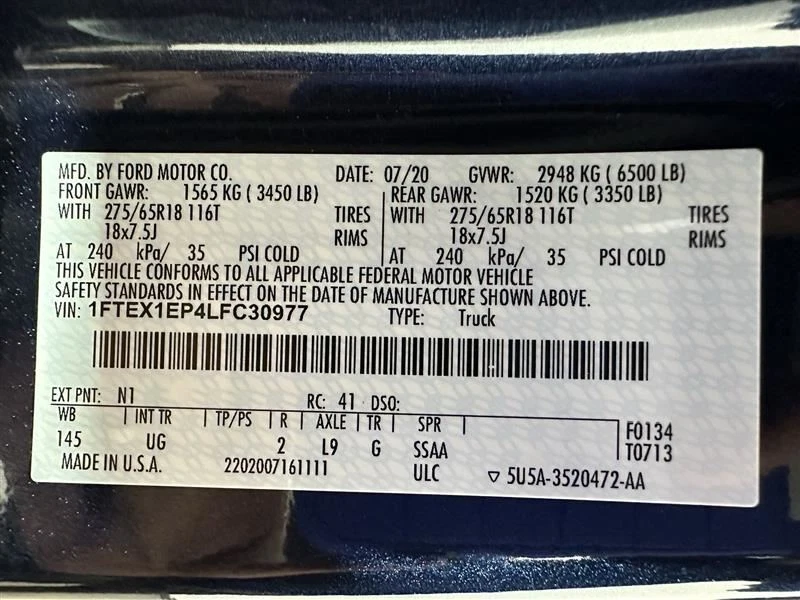 MFD. BY FORD MOTOR CO. DATE: 07/20 GVWR: 2948 KG ( 6500 LB)
FRONT GAWR: 1565 KG ( 3450 LB) REAR GAWR: 1520 KG ( 3350 LB)
WITH 275/65R18 116T TIRES WITH 275/65R18 116T TIRES
18x7.5J RIMS 18x7.5J RIMS
AT 240 kPa/ 35 PSI COLD AT 240 kPa/ 35 PSI COLD
THIS VEHICLE CONFORMS TO ALL APPLICABLE FEDERAL MOTOR VEHICLE
SAFETY STANDARDS IN EFFECT ON THE DATE OF MANUFACTURE SHOWN ABOVE.
VIN: 1FTEX1EP4LFC30977 TYPE: Truck
EXT PNT: N1 RC: 41 DSO:
WB INT TR TP/PS R AXLE TR SPR F0134
145 UG 2 L9 G SSAA T0713
MADE IN U.S.A. 2202007161111 ULC ▽ 5U5A-3520472-AA